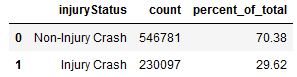 injuryStatus count percent_of_total
0 Non-Injury Crash 546781 70.38
1 Injury Crash 230097 29.62